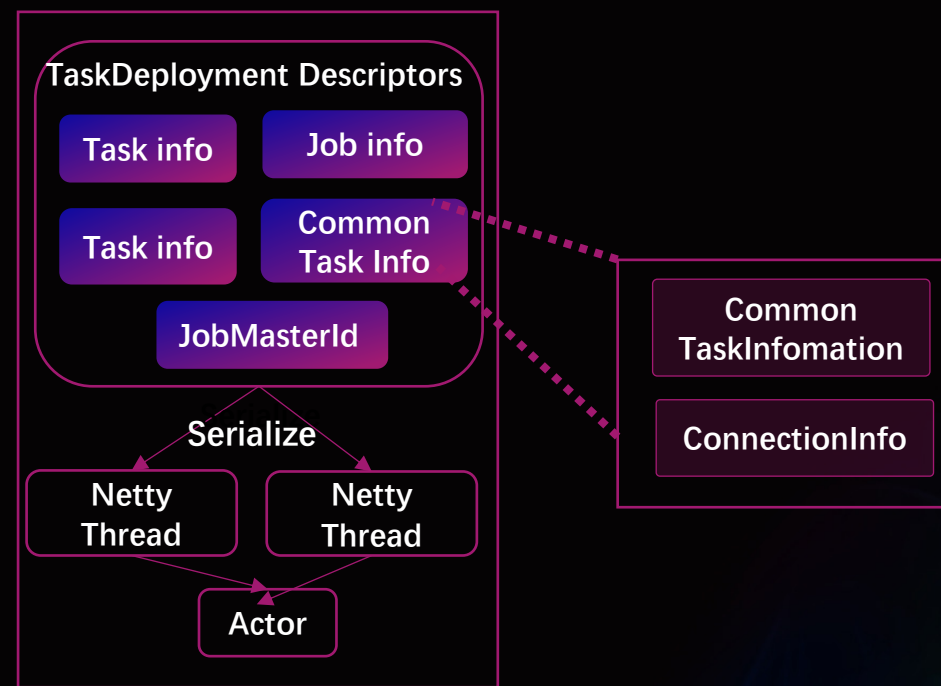 TaskDeployment Descriptors
Task info
Job info
Task info
Common
Task Info
JobMasterId
Common
TaskInfomation
ConnectionInfo
Serialize
Netty
Thread
Netty
Thread
Actor